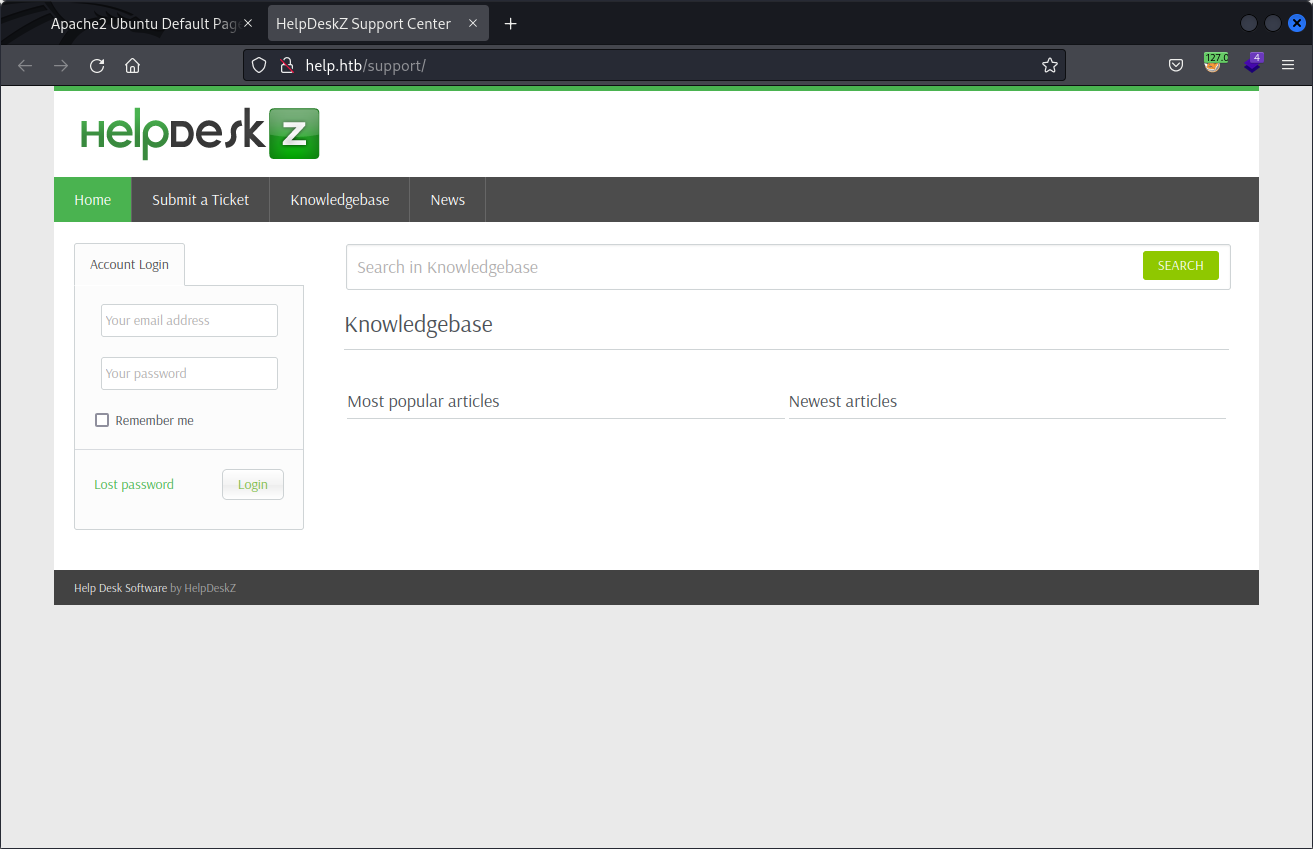 Apache2 Ubuntu Default Pag
HelpDeskZ Support Center
help.htb/support/
127.0
4
HelpDesk Z
Home Submit a Ticket Knowledgebase News
Account Login
Your email address
Your password
Remember me
Lost password Login
Search in Knowledgebase SEARCH
Knowledgebase
Most popular articles Newest articles
Help Desk Software by HelpDeskZ